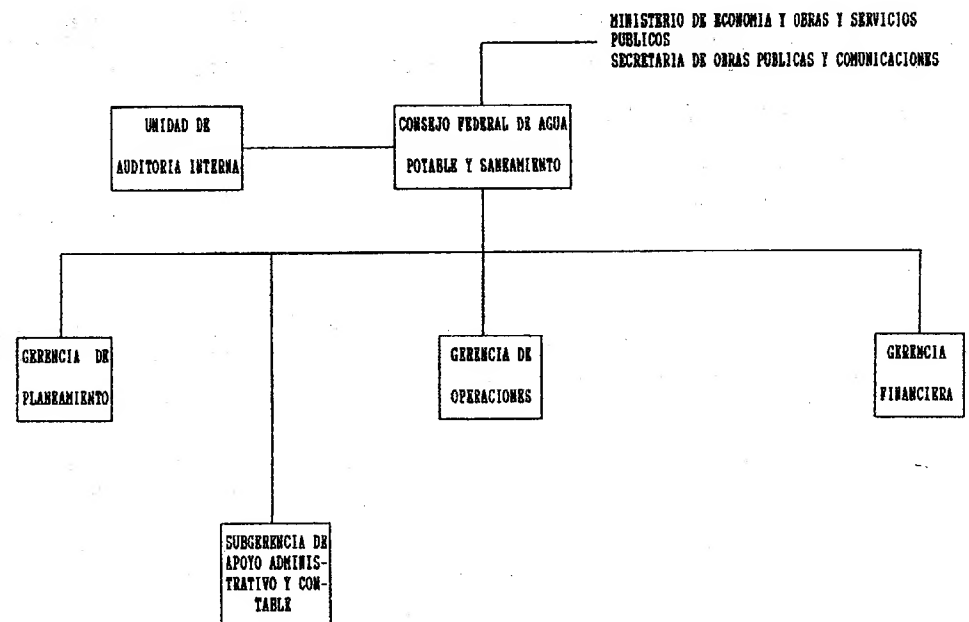 MINISTERIO DE ECONOMIA Y OBRAS Y SERVICIOS
PUBLICOS
SECRETARIA DE OBRAS PUBLICAS Y COMUNICACIONES
UNIDAD DE
AUDITORIA INTERNA
CONSEJO FEDERAL DE AGUA
POTABLE Y SANEAMIENTO
GERENCIA DE
PLANEAMIENTO
GERENCIA DE
OPERACIONES
GERENCIA
FINANCIERA
SUBGERENCIA DE
APOYO ADMINIS-
TRATIVO Y CON-
TABLE